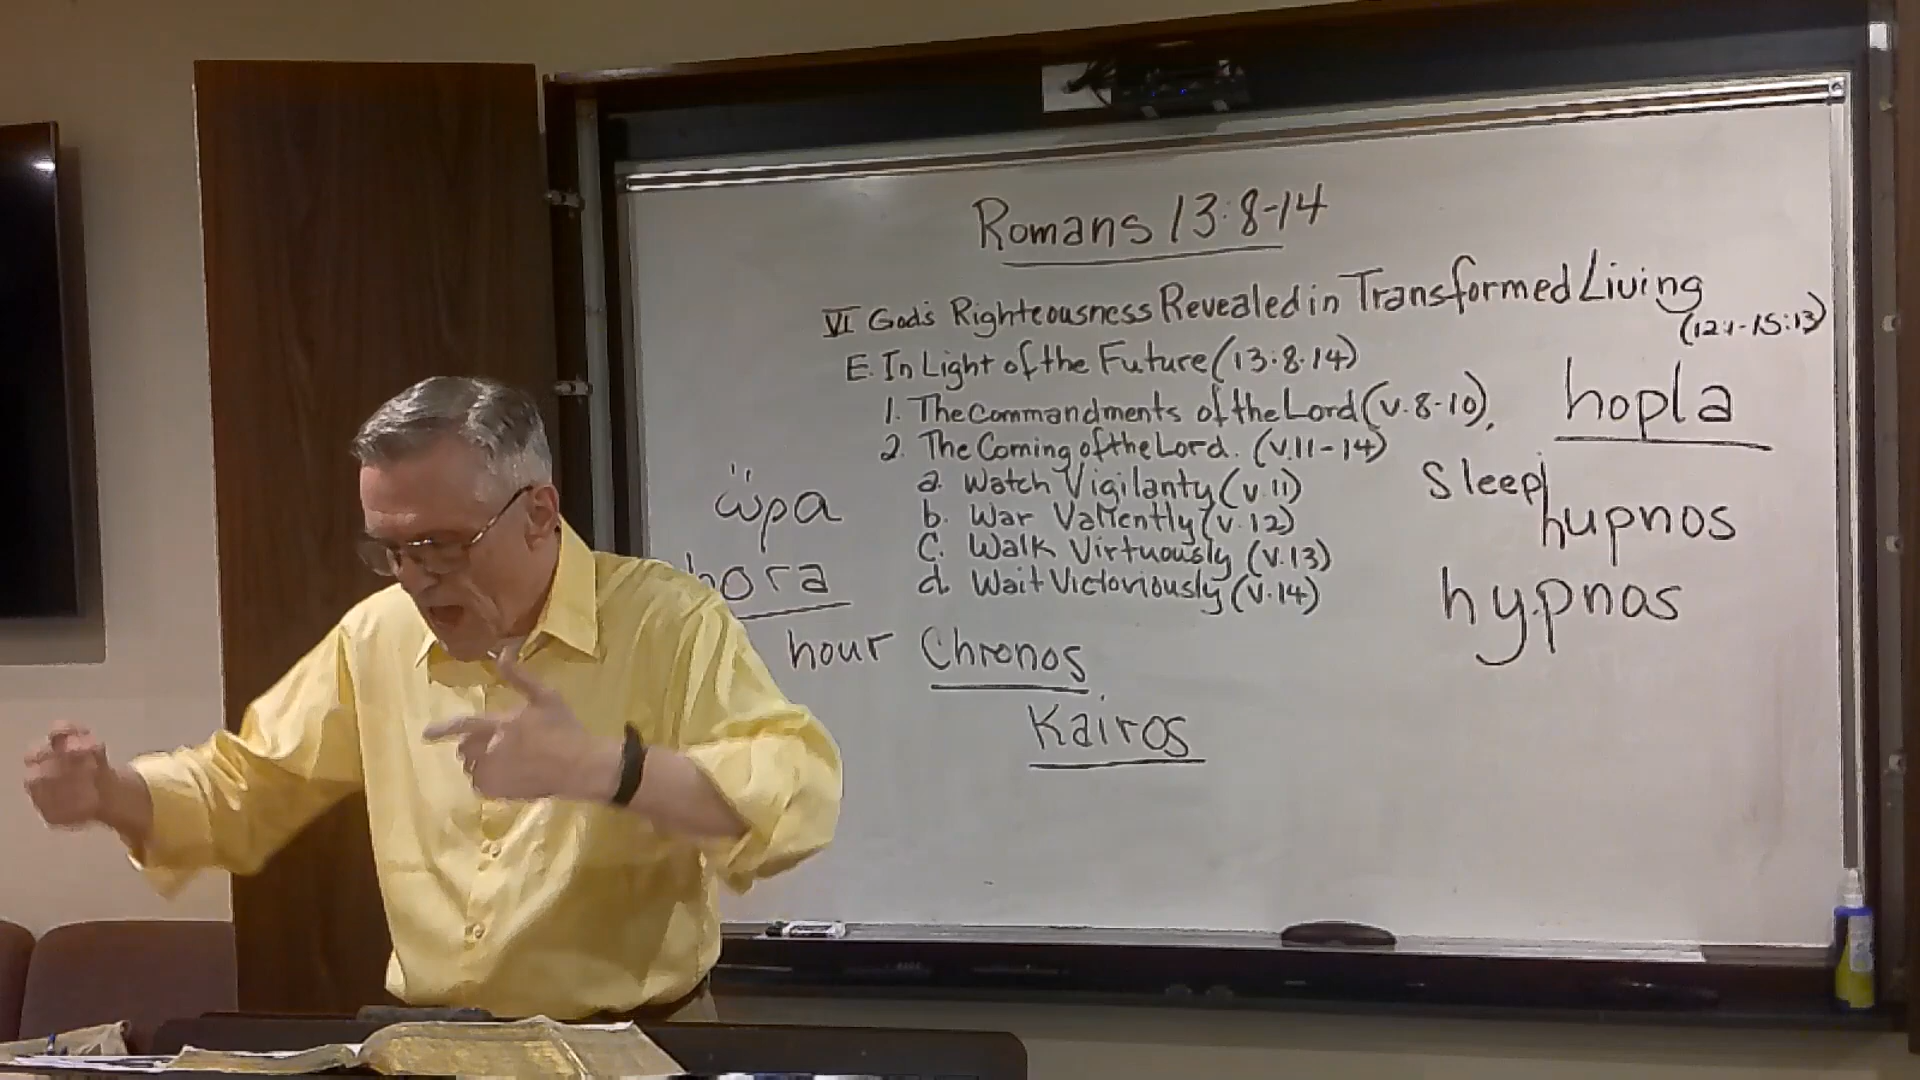 Romans 13:8-14
VI God's Righteousness Revealed in Transformed Living
(12:1-15:13)
E. In Light of the Future (13:8-14)
1. The Commandments of the Lord (v. 8-10),
2. The Coming of the Lord. (v.11-14)
a. Watch Vigilanty (v.11)
b. War Valiently (v.12)
c. Walk Virtuously (v.13)
d. Wait Victoriously (v.14)
hopla
Sleep
hupnos
hypnos
ὥρα
hora
hour Chronos
Kairos